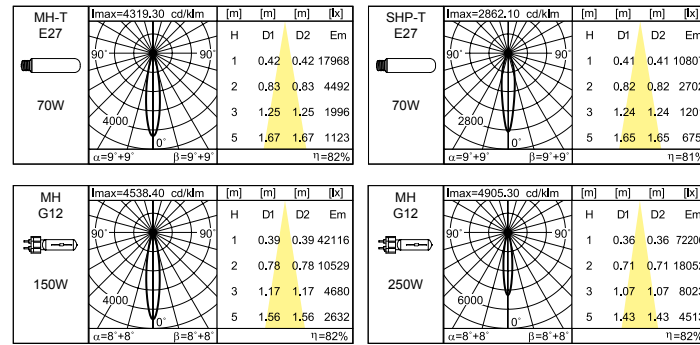 MH-T
E27
70W
Imax=4319.30 cd/klm
90° 90°
4000
0°
α=9°+9° β=9°+9°
[m] [m] [m] [lx]
H D1 D2 Em
1 0.42 0.42 17968
2 0.83 0.83 4492
3 1.25 1.25 1996
5 1.67 1.67 1123
η=82%
SHP-T
E27
70W
Imax=2862.10 cd/klm
90° 90°
2800
0°
α=9°+9° β=9°+9°
[m] [m] [m] [lx]
H D1 D2 Em
1 0.41 0.41 10807
2 0.82 0.82 2702
3 1.24 1.24
5 1.65 1.65 675
η=81%
MH
G12
150W
Imax=4538.40 cd/klm
90° 90°
4000
0°
α=8°+8° β=8°+8°
[m] [m] [m] [lx]
H D1 D2 Em
1 0.39 0.39 42116
2 0.78 0.78 10529
3 1.17 1.17 4680
5 1.56 1.56 2632
η=82%
MH
G12
250W
Imax=4905.30 cd/klm
90° 90°
6000
0°
α=8°+8° β=8°+8°
[m] [m] [m] [lx]
H D1 D2 Em
1 0.36 0.36
2 0.71 0.71 18052
3 1.07 1.07 8023
5 1.43 1.43 4513
η=82%